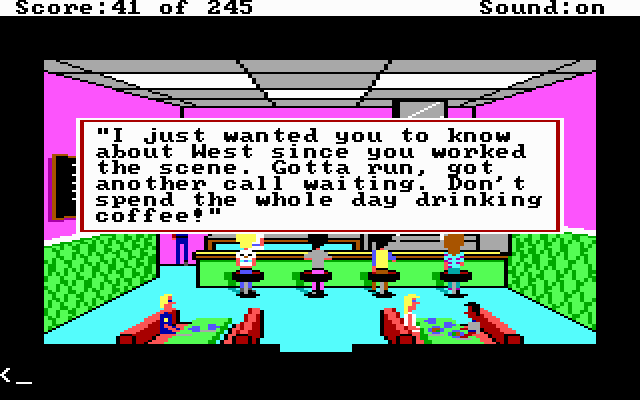 Score:41 of 245 Sound:on
"I just wanted you to know
about West since you worked
the scene. Gotta run, got
another call waiting. Don't
spend the whole day drinking
coffee!"
<_